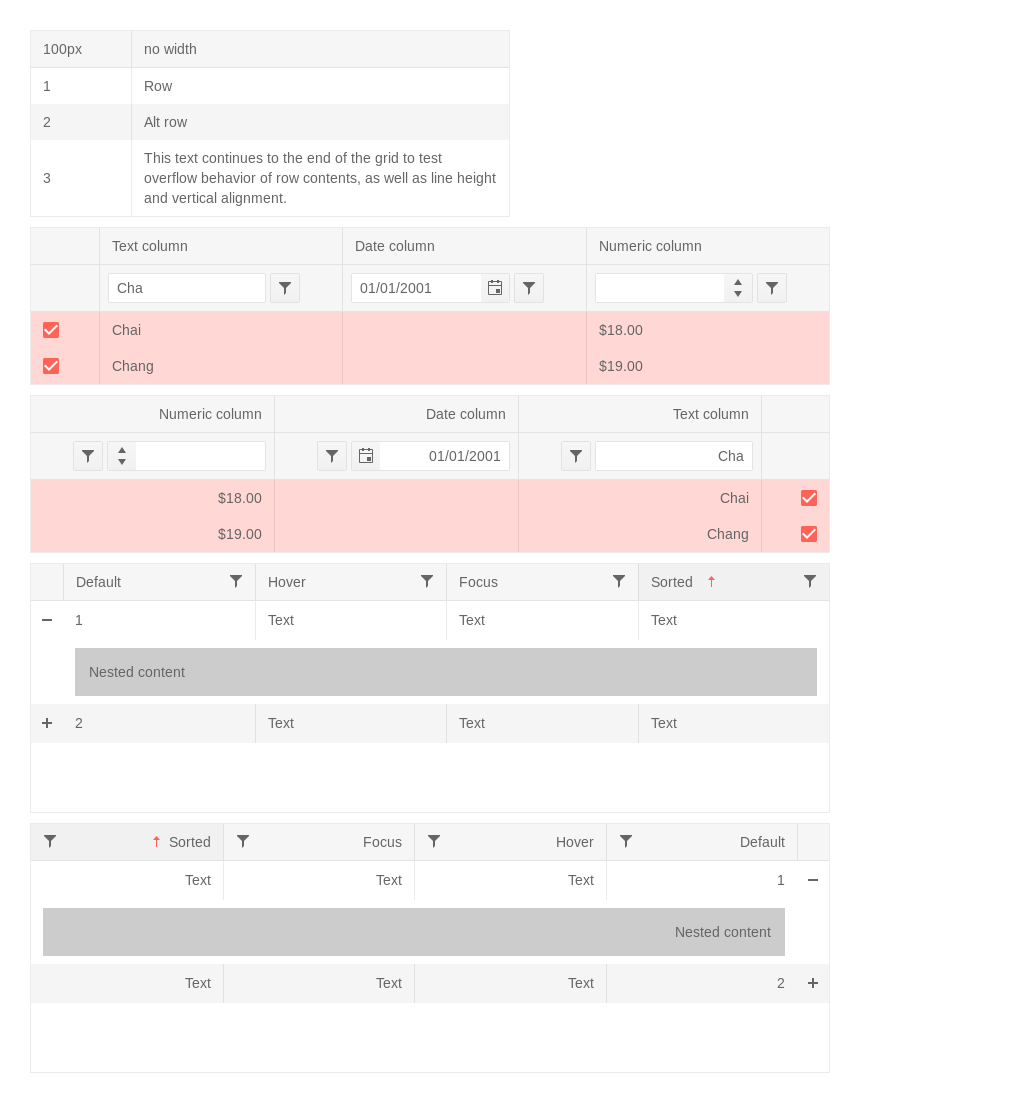 100px no width
1 Row
2 Alt row
This text continues to the end of the grid to test
3 overflow behavior of row contents, as well as line height
and vertical alignment.
Text column Date column Numeric column
Cha 01/01/2001
Chai $18.00
Chang $19.00
Numeric column Date column Text column
01/01/2001 Cha
$18.00 Chai
$19.00 Chang
Default Hover Focus Sorted
1 Text Text Text
Nested content
2 Text Text Text
Sorted Focus Hover Default
Text Text Text 1
Nested content
Text Text Text 2